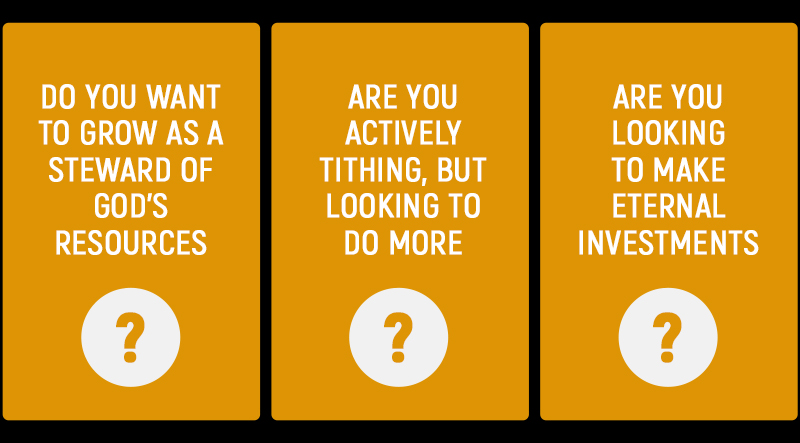 DO YOU WANT
TO GROW AS A
STEWARD OF
GOD'S
RESOURCES
?
ARE YOU
ACTIVELY
TITHING, BUT
LOOKING TO
DO MORE
?
ARE YOU
LOOKING
TO MAKE
ETERNAL
INVESTMENTS
?